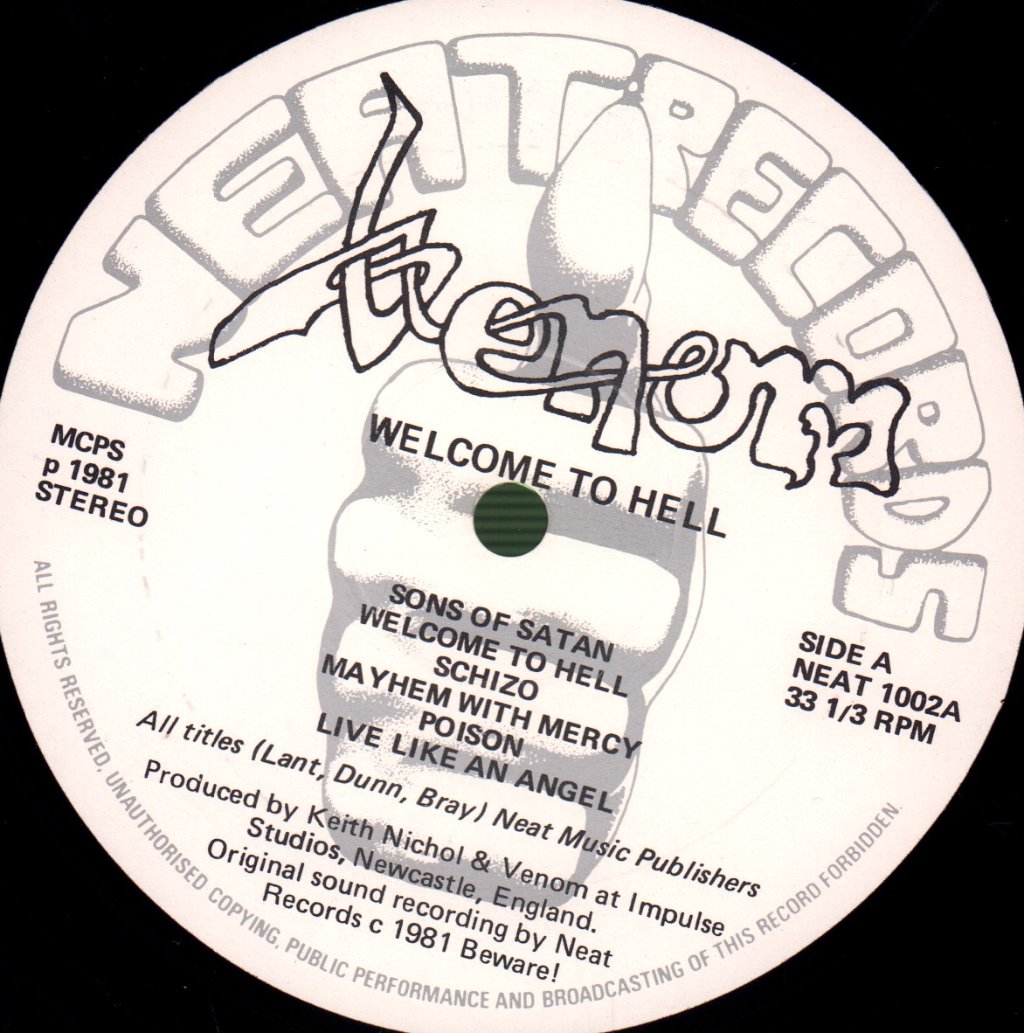 NEAT RECORDS
Venom
WELCOME TO HELL
MCPS
p 1981
STEREO
SONS OF SATAN
WELCOME TO HELL
SCHIZO
MAYHEM WITH MERCY
POISON
LIVE LIKE AN ANGEL
SIDE A
NEAT 1002A
33 1/3 RPM
All titles (Lant, Dunn, Bray) Neat Music Publishers
Produced by Keith Nichol & Venom at Impulse
Studios, Newcastle, England.
Original sound recording by Neat
Records c 1981 Beware!
ALL RIGHTS RESERVED. UNAUTHORISED COPYING, PUBLIC PERFORMANCE AND BROADCASTING OF THIS RECORD FORBIDDEN.